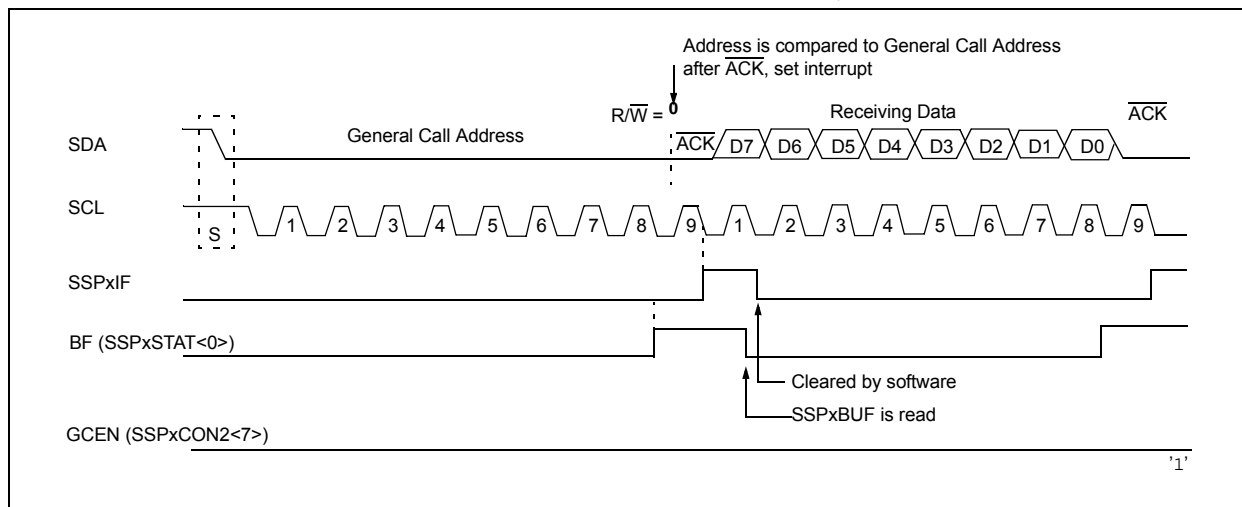 Address is compared to General Call Address
after ACK, set interrupt
R/W = 0
General Call Address
Receiving Data
ACK
SDA
ACK D7 D6 D5 D4 D3 D2 D1 D0
SCL
S
1 2 3 4 5 6 7 8 9 1 2 3 4 5 6 7 8 9
SSPxIF
BF (SSPxSTAT<0>)
Cleared by software
SSPxBUF is read
GCEN (SSPxCON2<7>)
'1'